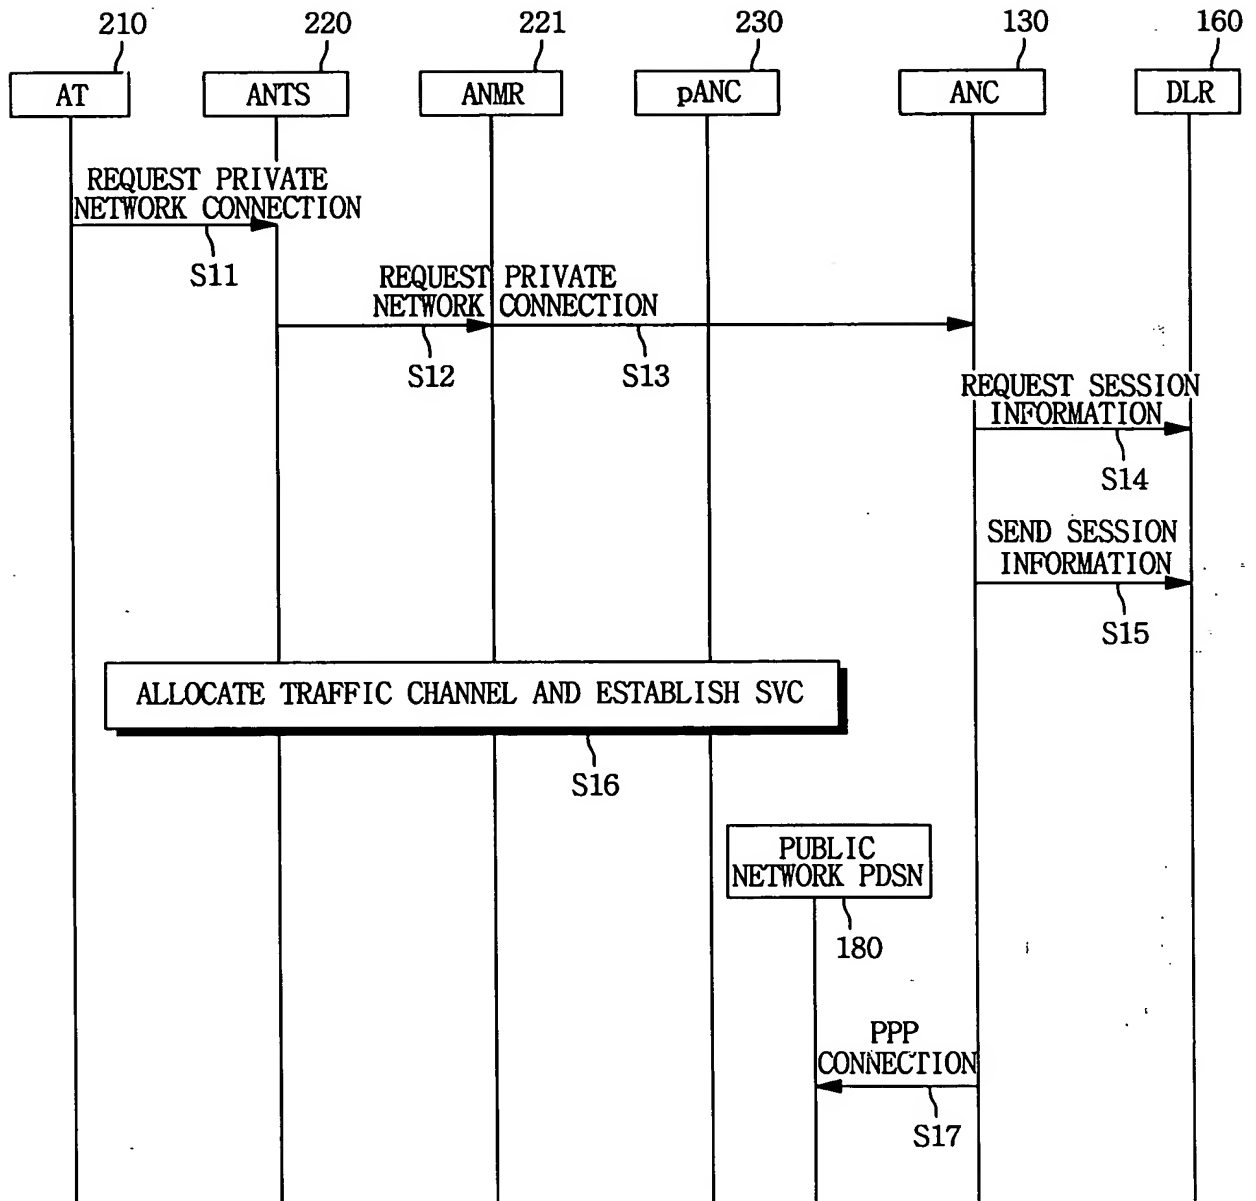 210
220
221
230
130
160
AT
ANTS
ANMR
pANC
ANC
DLR
REQUEST PRIVATE
NETWORK CONNECTION
S11
REQUEST PRIVATE
NETWORK CONNECTION
S12
S13
REQUEST SESSION
INFORMATION
S14
SEND SESSION
INFORMATION
S15
ALLOCATE TRAFFIC CHANNEL AND ESTABLISH SVC
S16
PUBLIC
NETWORK PDSN
180
PPP
CONNECTION
S17